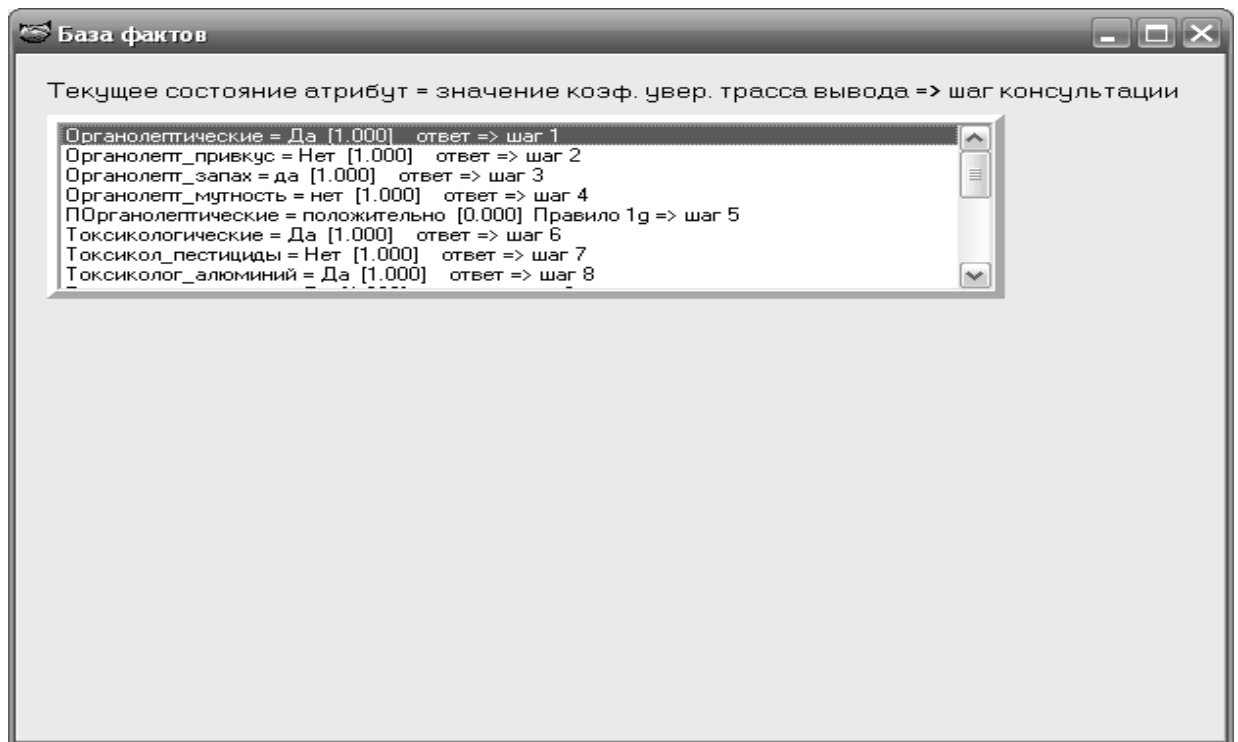 База фактов
Текущее состояние атрибут = значение коэф. увер. трасса вывода => шаг консультации
Органолептические = Да [1.000] ответ => шаг 1
Органолепт_привкус = Нет [1.000] ответ => шаг 2
Органолепт_запах = да [1.000] ответ => шаг 3
Органолепт_мутность = нет [1.000] ответ => шаг 4
ПОрганолептические = положительно [0.000] Правило 1g => шаг 5
Токсикологические = Да [1.000] ответ => шаг 6
Токсикол_пестициды = Нет [1.000] ответ => шаг 7
Токсиколог_алюминий = Да [1.000] ответ => шаг 8